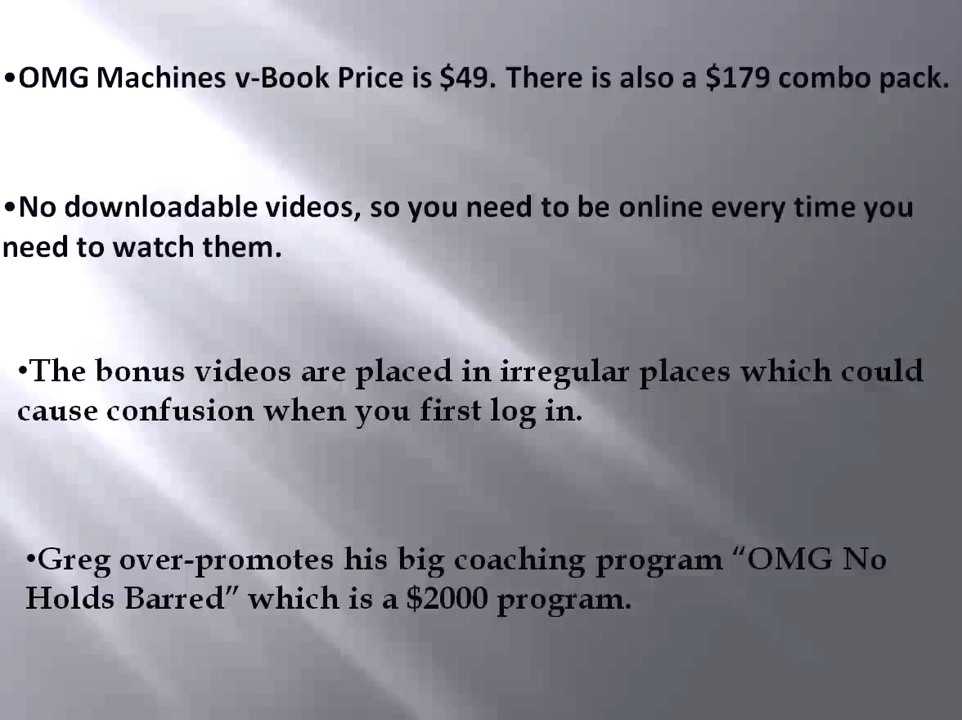 •OMG Machines v-Book Price is $49. There is also a $179 combo pack.
•No downloadable videos, so you need to be online every time you
need to watch them.
•The bonus videos are placed in irregular places which could
cause confusion when you first log in.
•Greg over-promotes his big coaching program “OMG No
Holds Barred” which is a $2000 program.